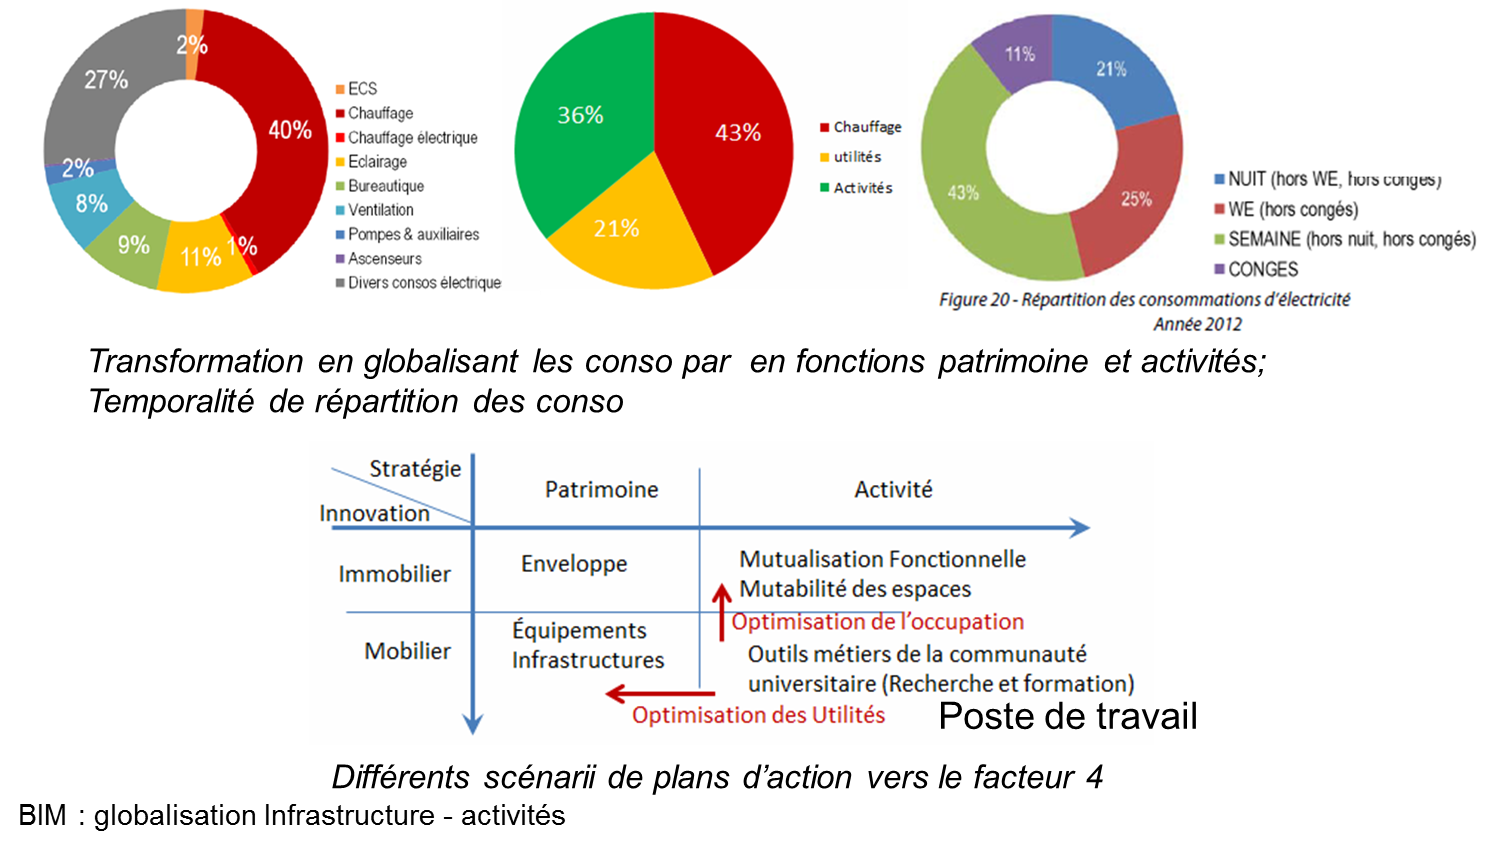 2%
27%
40%
2%
8%
9%
11%
1%
ECS
Chauffage
Chauffage électrique
Eclairage
Bureautique
Ventilation
Pompes & auxiliaires
Ascenseurs
Divers consos électrique
36%
43%
21%
Chauffage
utilités
Activités
11%
21%
43%
25%
NUIT (hors WE, hors congés)
WE (hors congés)
SEMAINE (hors nuit, hors congés)
CONGES
Figure 20 - Répartition des consommations d'électricité
Année 2012
Transformation en globalisant les conso par en fonctions patrimoine et activités;
Temporalité de répartition des conso
Stratégie
Innovation
Patrimoine
Activité
Immobilier
Enveloppe
Mutualisation Fonctionnelle
Mutabilité des espaces
Optimisation de l'occupation
Mobilier
Équipements
Infrastructures
Outils métiers de la communauté
universitaire (Recherche et formation)
Optimisation des Utilités
Poste de travail
Différents scénarii de plans d'action vers le facteur 4
BIM : globalisation Infrastructure - activités